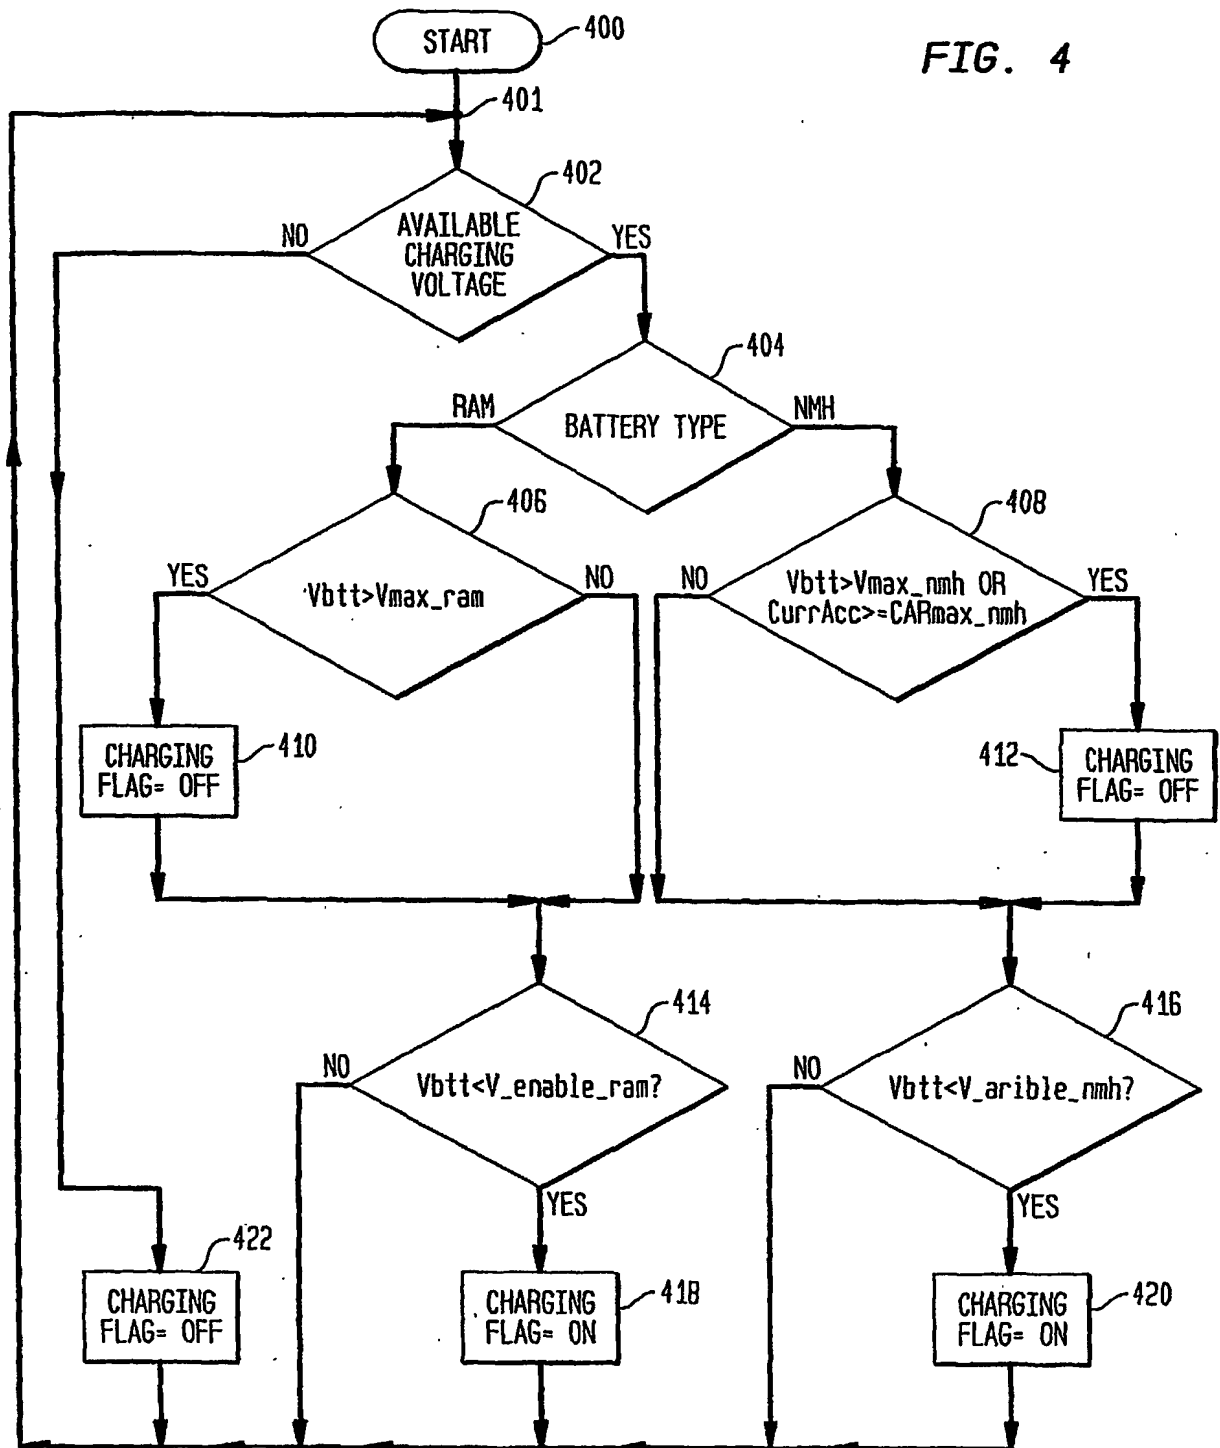 START
400
FIG. 4
401
402
AVAILABLE
CHARGING
VOLTAGE
NO
YES
404
BATTERY TYPE
RAM
NMH
406
Vbtt>Vmax_ram
YES
NO
408
Vbtt>Vmax_nmh OR
CurrAcc>=CARmax_nmh
NO
YES
CHARGING
FLAG= OFF
410
412
CHARGING
FLAG= OFF
414
Vbtt<V_enable_ram?
NO
YES
416
Vbtt<V_arible_nmh?
NO
YES
422
CHARGING
FLAG= OFF
CHARGING
FLAG= ON
418
CHARGING
FLAG= ON
420